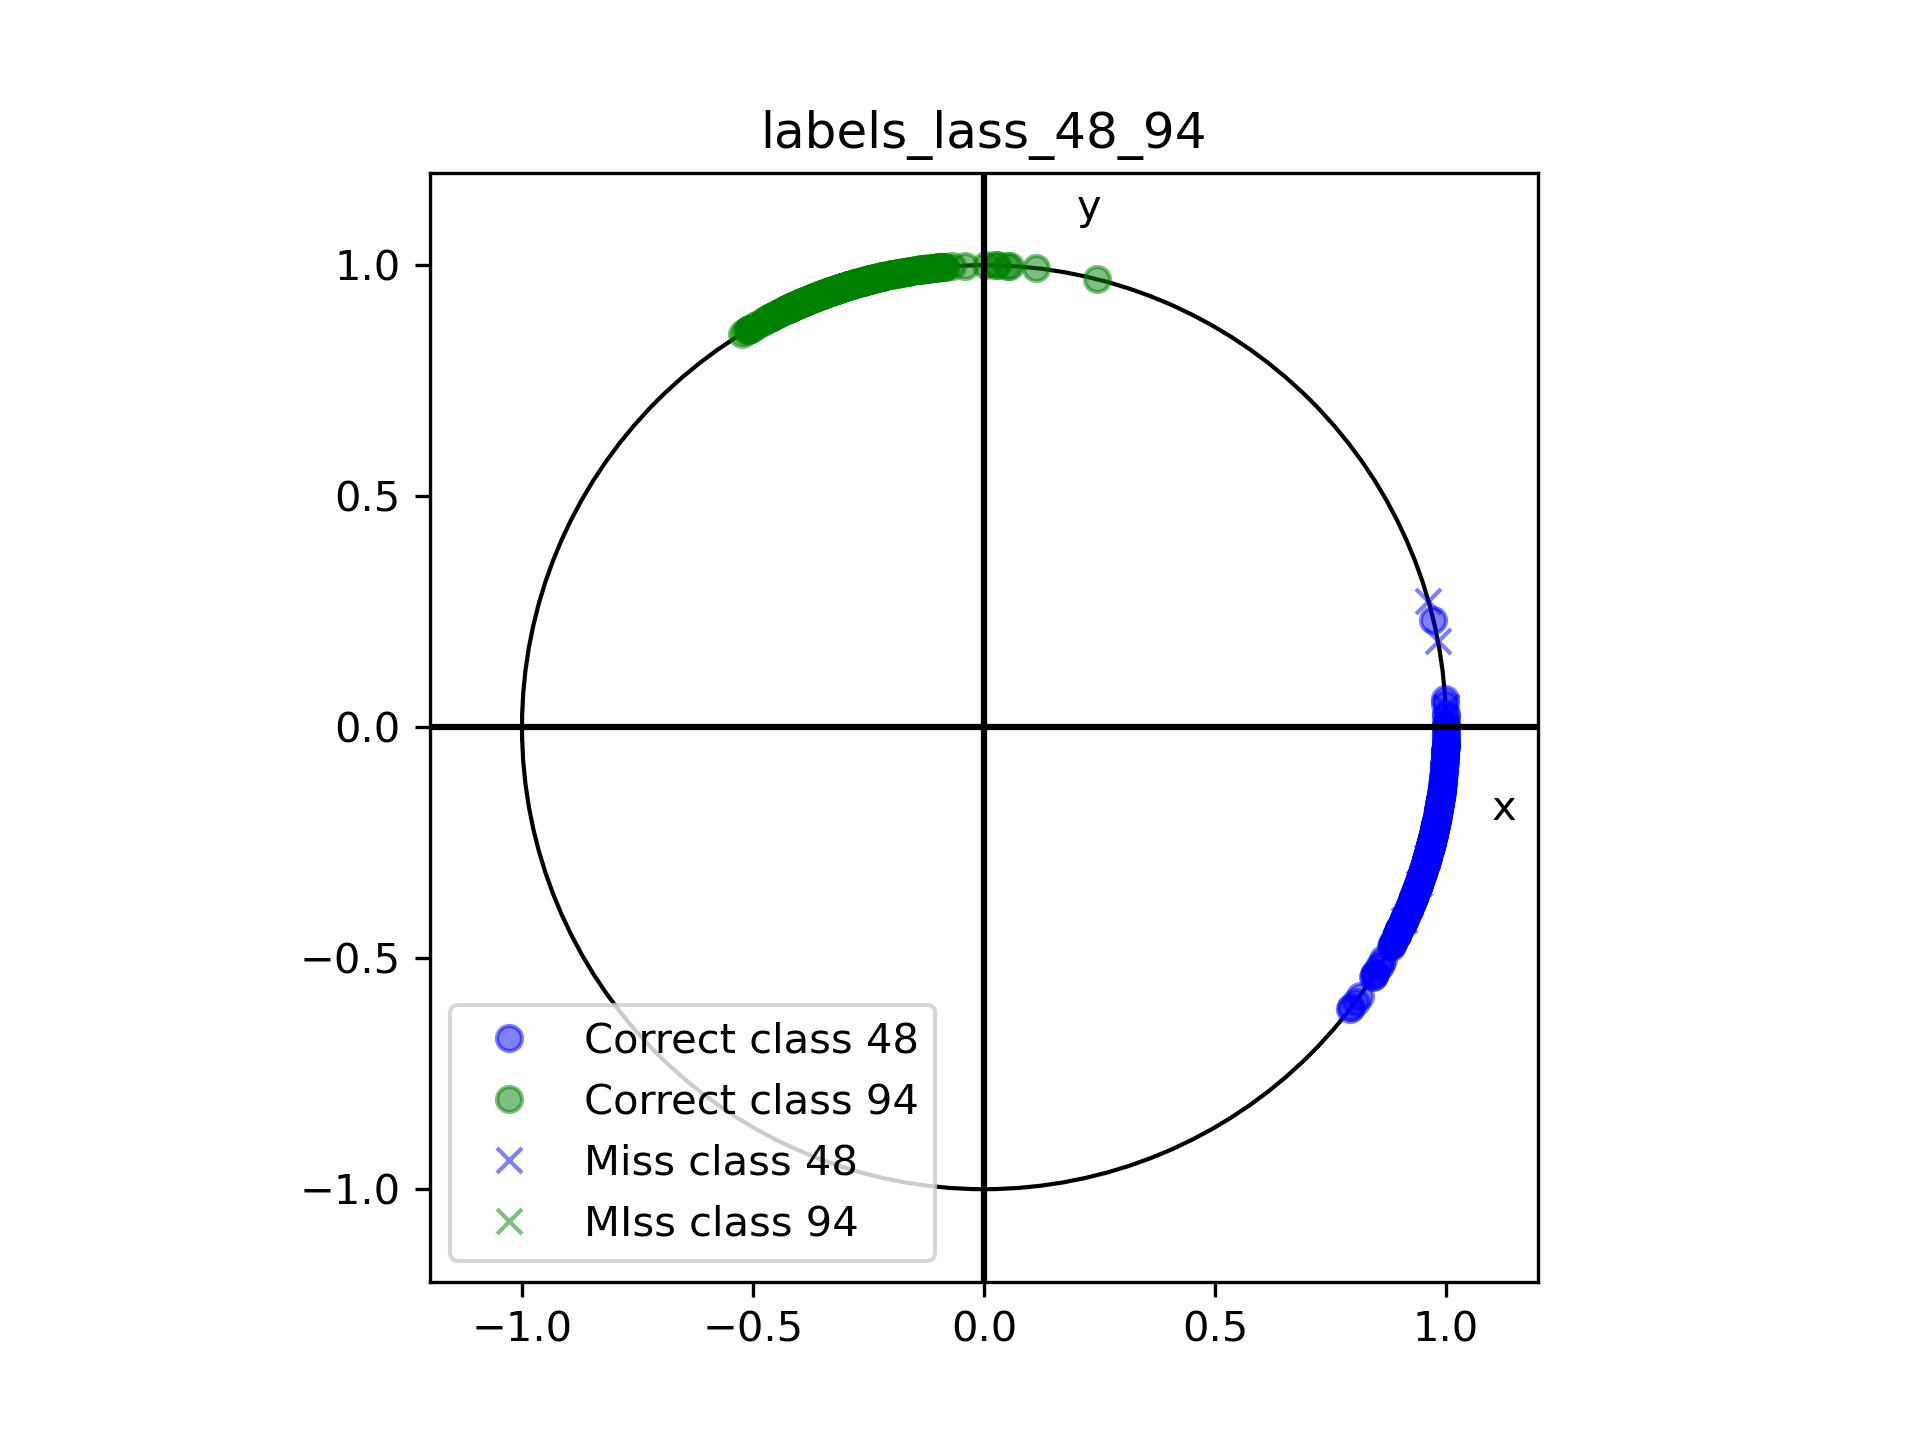 labels_lass_48_94
y
1.0
0.5
0.0
x
−0.5
−1.0
Correct class 48
Correct class 94
Miss class 48
MIss class 94
−1.0 −0.5 0.0 0.5 1.0